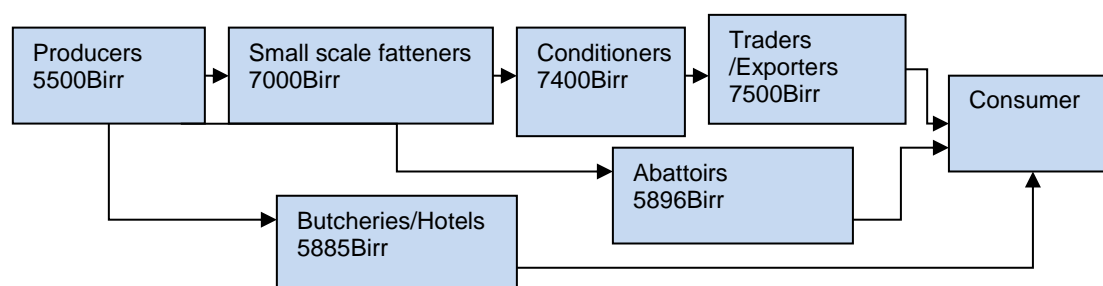 Producers
5500Birr
Small scale fatteners
7000Birr
Conditioners
7400Birr
Traders
/Exporters
7500Birr
Consumer
Abattoirs
5896Birr
Butcheries/Hotels
5885Birr